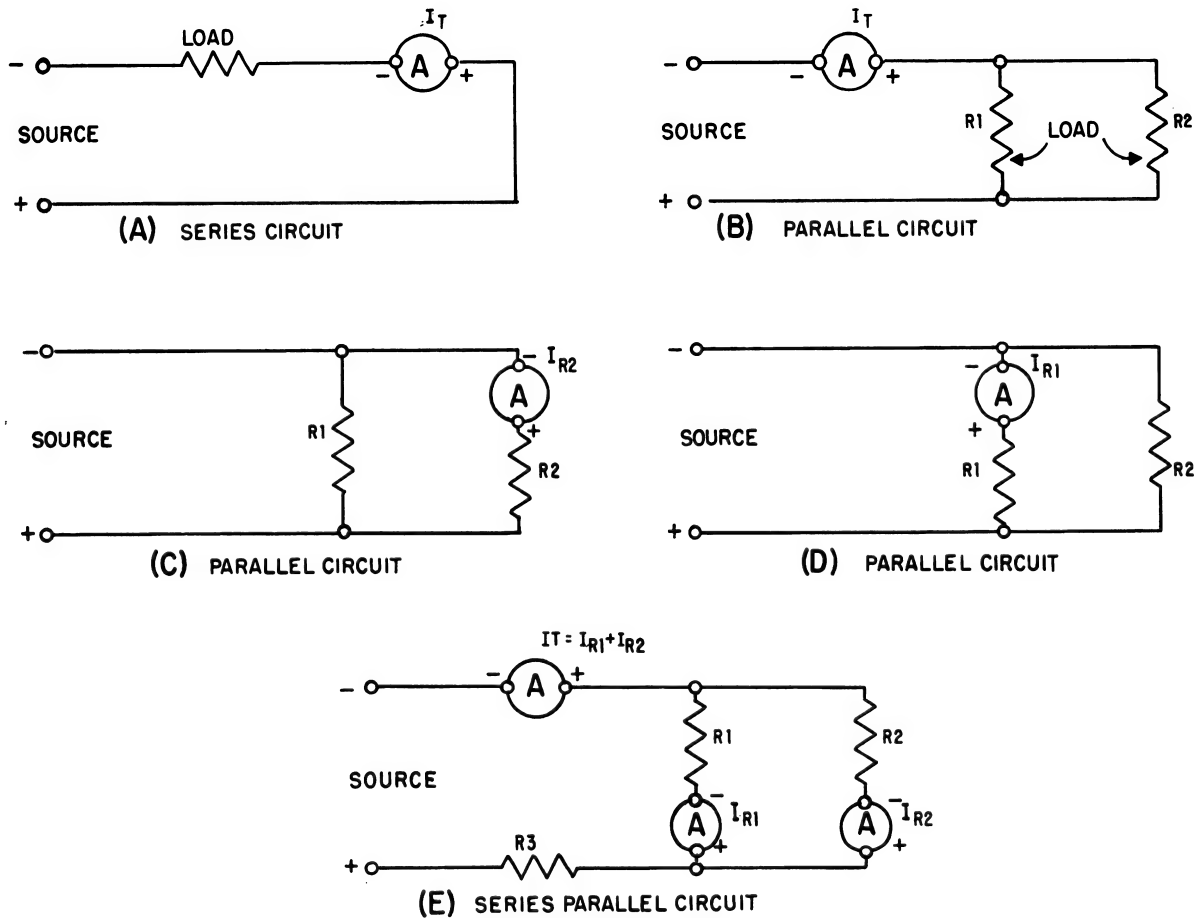 I_T
LOAD
- A - +
SOURCE
+
(A) SERIES CIRCUIT
I_T
- - A +
R1 LOAD R2
SOURCE
+
(B) PARALLEL CIRCUIT
- - I_R2
A
+
R1
SOURCE
R2
+
(C) PARALLEL CIRCUIT
- - I_R1
A
+
SOURCE
R1 R2
+
(D) PARALLEL CIRCUIT
IT = I_R1 + I_R2
- - A +
R1 R2
SOURCE
- I_R1 - I_R2
A A
+ +
R3
+
(E) SERIES PARALLEL CIRCUIT